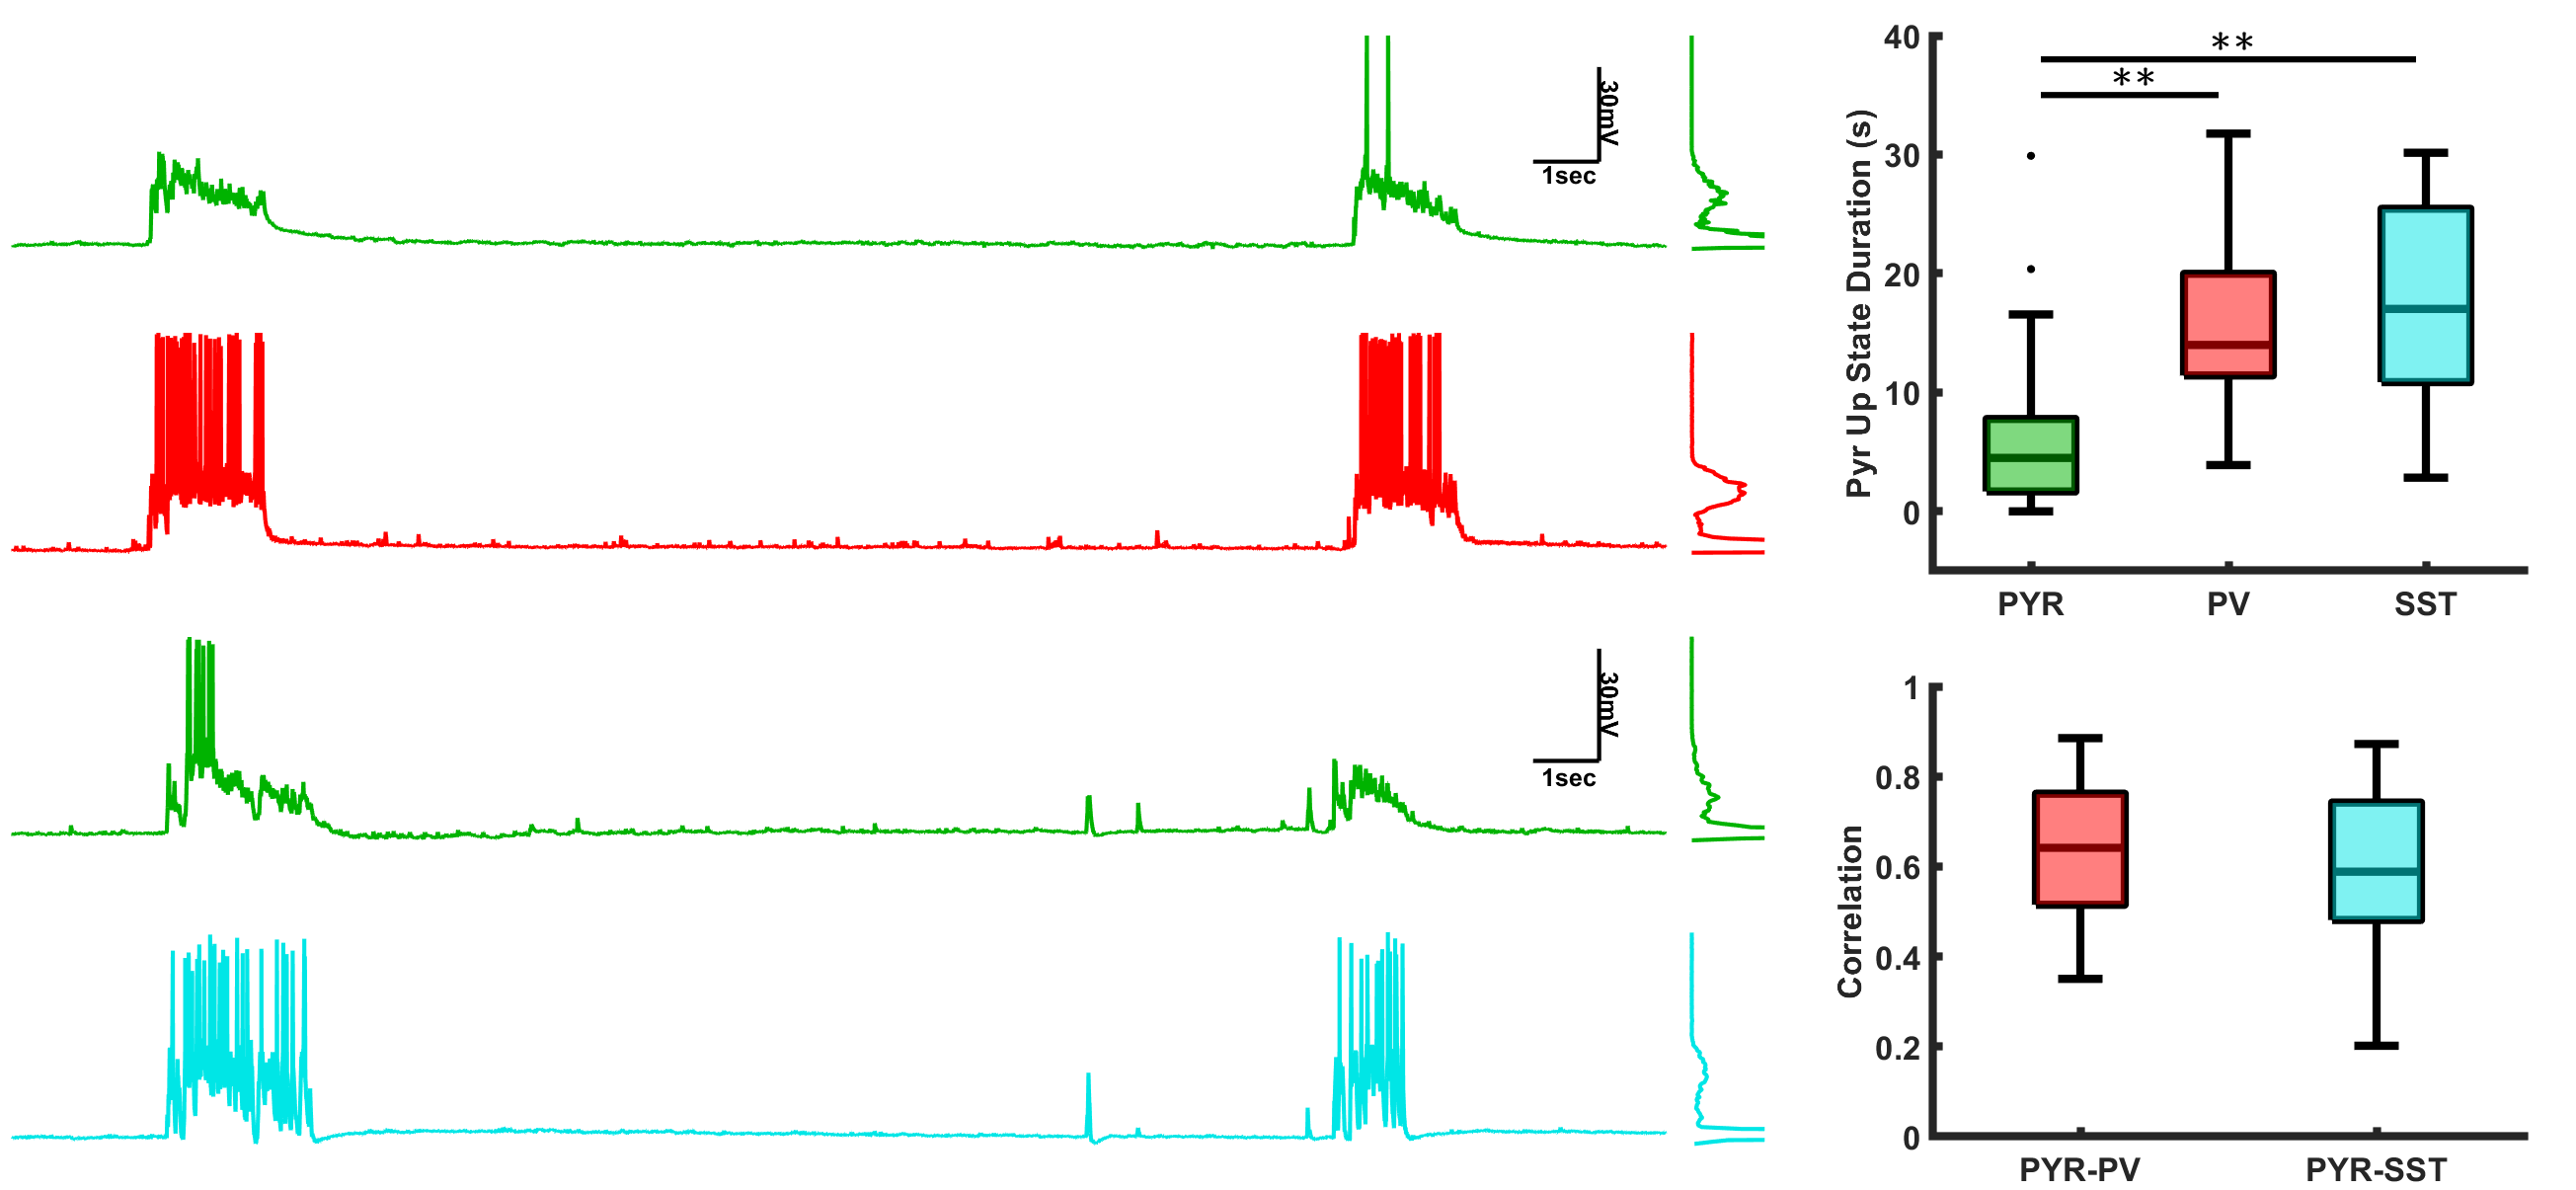 30mV
1sec
30mV
1sec
**
**
Pyr Up State Duration (s)
40
30
20
10
0
PYR PV SST
Correlation
1
0.8
0.6
0.4
0.2
0
PYR-PV PYR-SST